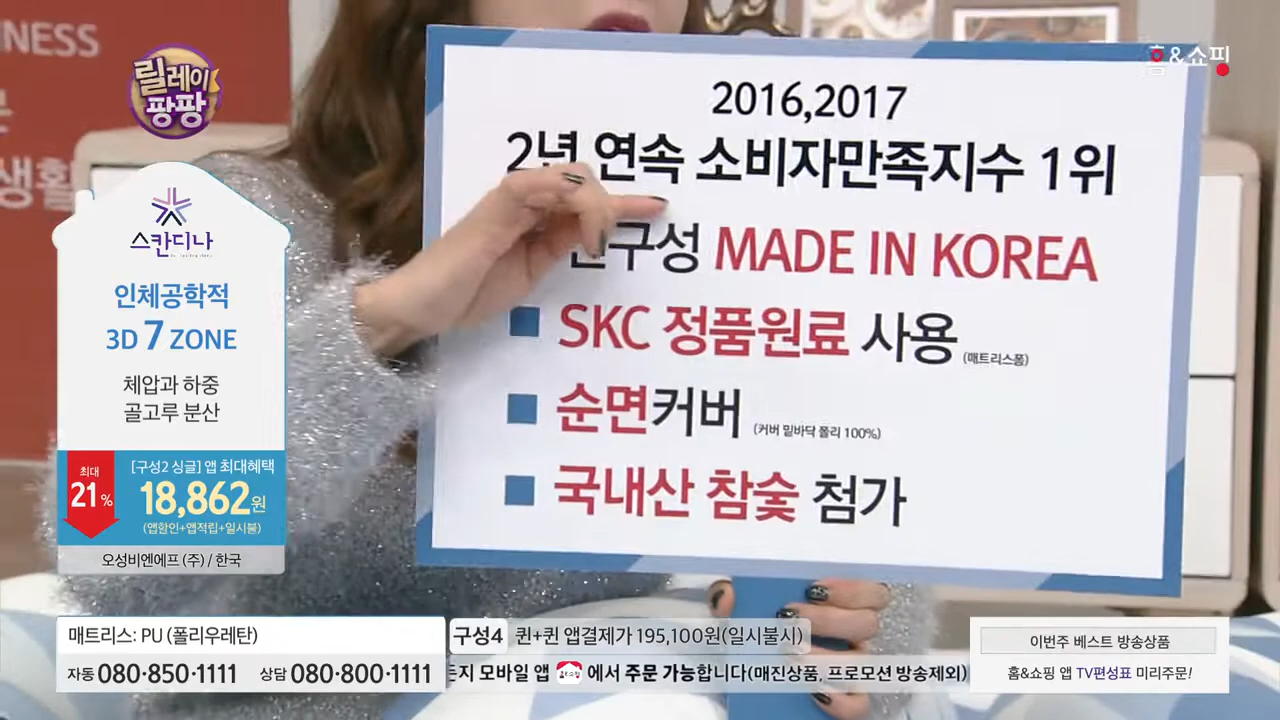 INESS
생활
릴레이
팡팡
홈&쇼핑
스칸디나
인체공학적
3D 7 ZONE
체압과 하중
골고루 분산
최대
21%
[구성2 싱글] 앱 최대혜택
18,862원
(앱할인+앱적립+일시불)
오성비엔에프 (주) / 한국
2016,2017
2년 연속 소비자만족지수 1위
MADE IN KOREA
SKC 정품원료 사용 (매트리스폼)
순면커버 (커버 밑바닥 폴리 100%)
국내산 참숯 첨가
매트리스: PU (폴리우레탄)
구성4 퀸+퀸 앱결제가 195,100원(일시불시)
자동 080·850·1111 상담 080·800·1111
든지 모바일 앱 에서 주문 가능합니다(매진상품, 프로모션 방송제외)
이번주 베스트 방송상품
홈&쇼핑 앱 TV편성표 미리주문!